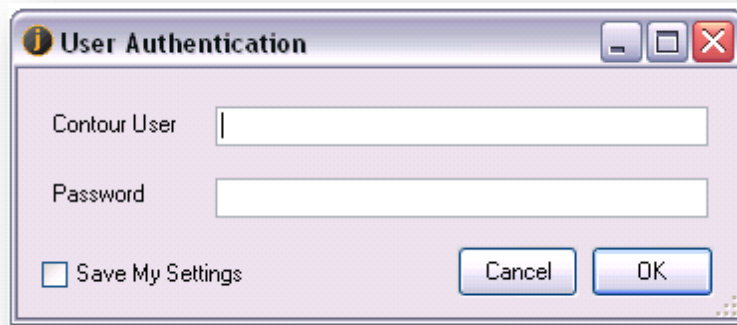 User Authentication
Contour User
Password
Save My Settings
Cancel
OK